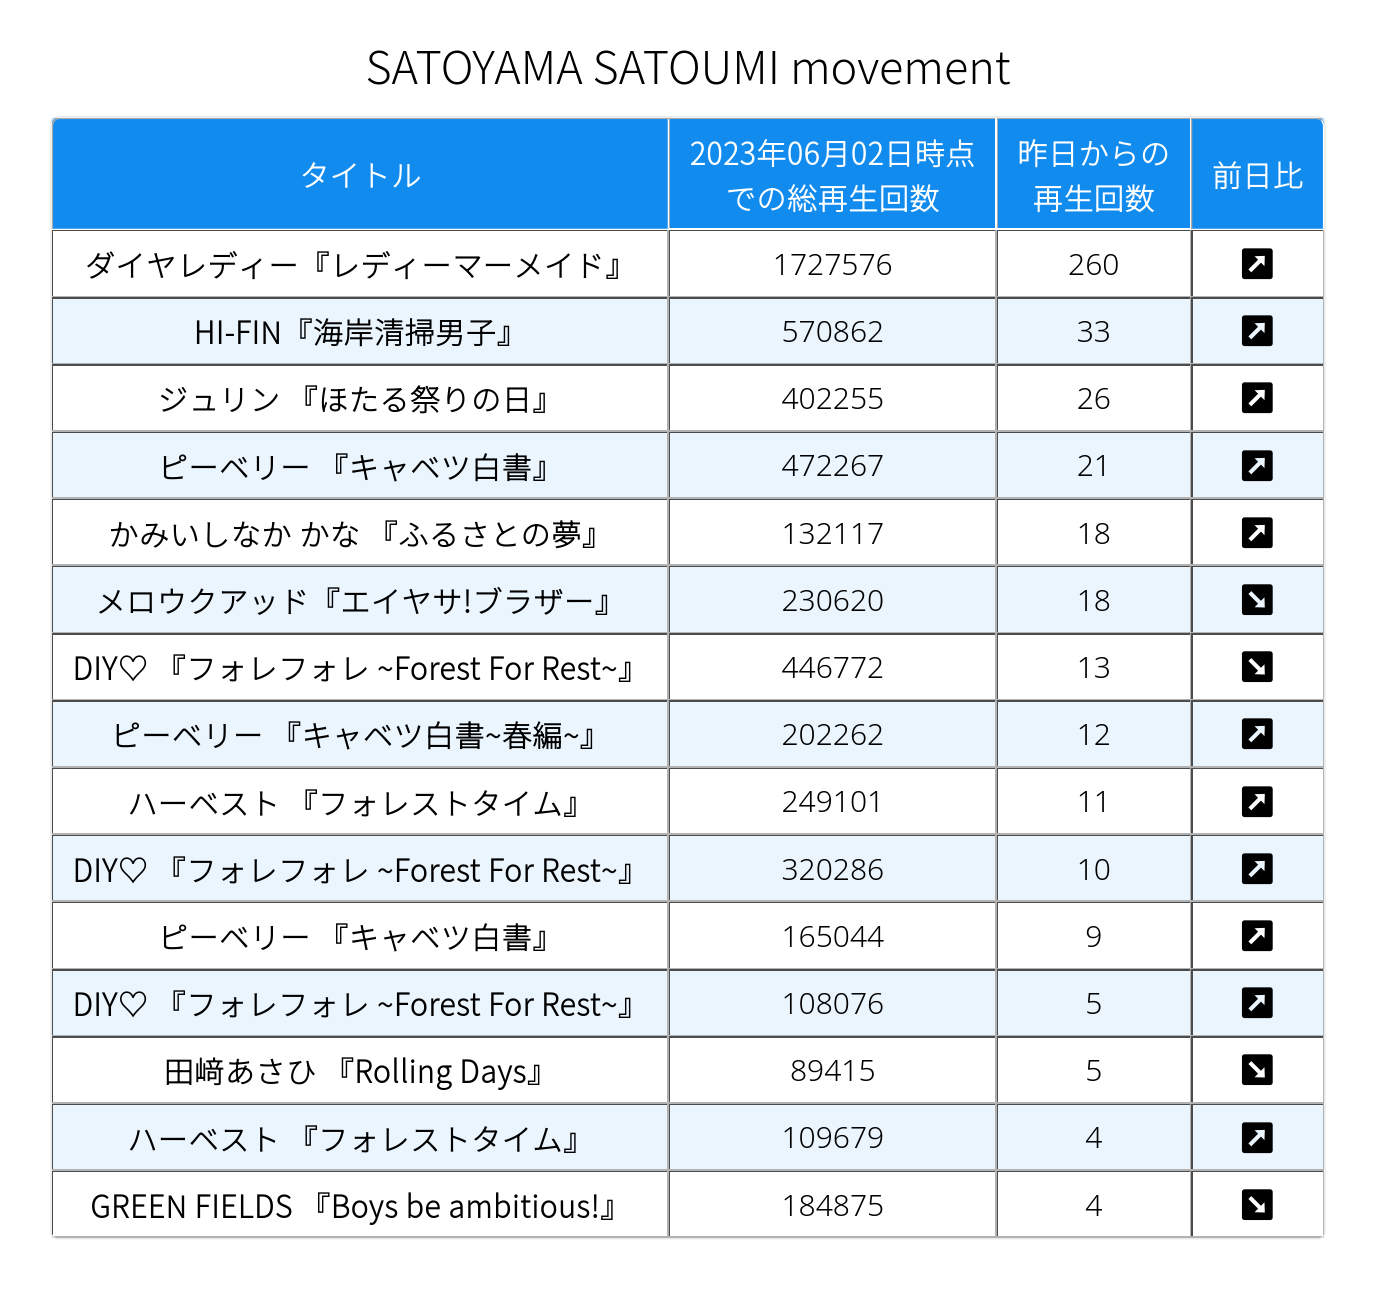 SATOYAMA SATOUMI movement
タイトル 2023年06月02日時点での総再生回数 昨日からの再生回数 前日比
ダイヤレディー『レディーマーメイド』 1727576 260 ↗
HI-FIN『海岸清掃男子』 570862 33 ↗
ジュリン 『ほたる祭りの日』 402255 26 ↗
ピーベリー 『キャベツ白書』 472267 21 ↗
かみいしなか かな 『ふるさとの夢』 132117 18 ↗
メロウクアッド『エイヤサ!ブラザー』 230620 18 ↘
DIY♡ 『フォレフォレ ~Forest For Rest~』 446772 13 ↘
ピーベリー 『キャベツ白書~春編~』 202262 12 ↗
ハーベスト 『フォレストタイム』 249101 11 ↗
DIY♡ 『フォレフォレ ~Forest For Rest~』 320286 10 ↗
ピーベリー 『キャベツ白書』 165044 9 ↗
DIY♡ 『フォレフォレ ~Forest For Rest~』 108076 5 ↗
田﨑あさひ 『Rolling Days』 89415 5 ↘
ハーベスト 『フォレストタイム』 109679 4 ↗
GREEN FIELDS 『Boys be ambitious!』 184875 4 ↘